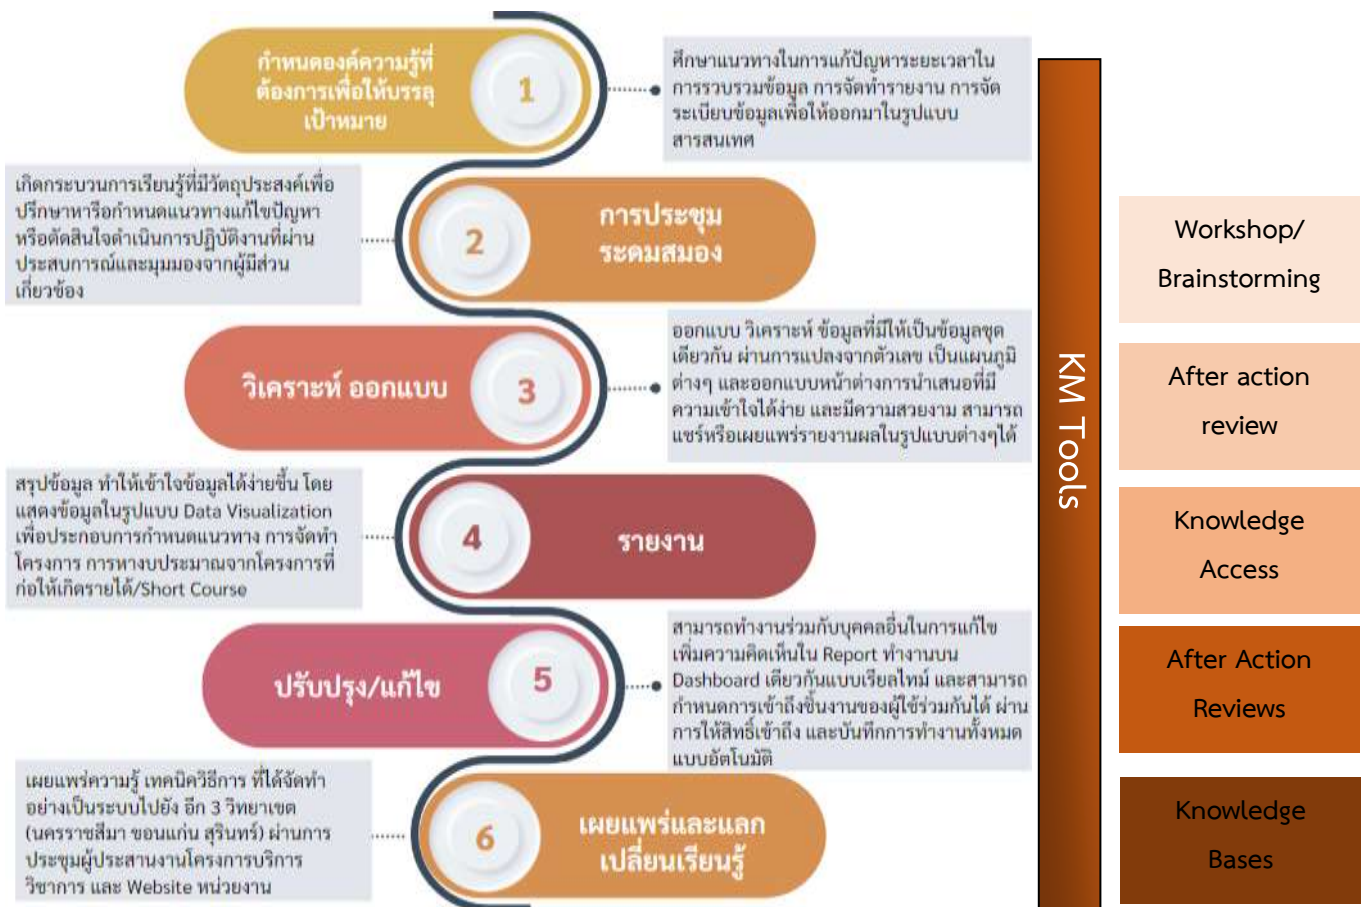 กำหนดองค์ความรู้ที่
ต้องการเพื่อให้บรรลุ
เป้าหมาย
1
ศึกษาแนวทางในการแก้ปัญหาระยะเวลาใน
การรวบรวมข้อมูล การจัดทำรายงาน การจัด
ระเบียบข้อมูลเพื่อให้ออกมาในรูปแบบ
สารสนเทศ
เกิดกระบวนการเรียนรู้ที่มีวัตถุประสงค์เพื่อ
ปรึกษาหารือกำหนดแนวทางแก้ไขปัญหา
หรือตัดสินใจดำเนินการปฏิบัติงานที่ผ่าน
ประสบการณ์และมุมมองจากผู้มีส่วน
เกี่ยวข้อง
2
การประชุม
ระดมสมอง
วิเคราะห์ ออกแบบ
3
ออกแบบ วิเคราะห์ ข้อมูลที่มีให้เป็นข้อมูลชุด
เดียวกัน ผ่านการแปลงจากตัวเลข เป็นแผนภูมิ
ต่างๆ และออกแบบหน้าต่างการนำเสนอที่มี
ความเข้าใจได้ง่าย และมีความสวยงาม สามารถ
แชร์หรือเผยแพร่รายงานผลในรูปแบบต่างๆได้
สรุปข้อมูล ทำให้เข้าใจข้อมูลได้ง่ายขึ้น โดย
แสดงข้อมูลในรูปแบบ Data Visualization
เพื่อประกอบการกำหนดแนวทาง การจัดทำ
โครงการ การหางบประมาณจากโครงการที่
ก่อให้เกิดรายได้/Short Course
4
รายงาน
ปรับปรุง/แก้ไข
5
สามารถทำงานร่วมกับบุคคลอื่นในการแก้ไข
เพิ่มความคิดเห็นใน Report ทำงานบน
Dashboard เดียวกันแบบเรียลไทม์ และสามารถ
กำหนดการเข้าถึงชิ้นงานของผู้ใช้ร่วมกันได้ ผ่าน
การให้สิทธิ์เข้าถึง และบันทึกการทำงานทั้งหมด
แบบอัตโนมัติ
เผยแพร่ความรู้ เทคนิควิธีการ ที่ได้จัดทำ
อย่างเป็นระบบไปยัง อีก 3 วิทยาเขต
(นครราชสีมา ขอนแก่น สุรินทร์) ผ่านการ
ประชุมผู้ประสานงานโครงการบริการ
วิชาการ และ Website หน่วยงาน
6
เผยแพร่และแลก
เปลี่ยนเรียนรู้
KM Tools
Workshop/
Brainstorming
After action
review
Knowledge
Access
After Action
Reviews
Knowledge
Bases